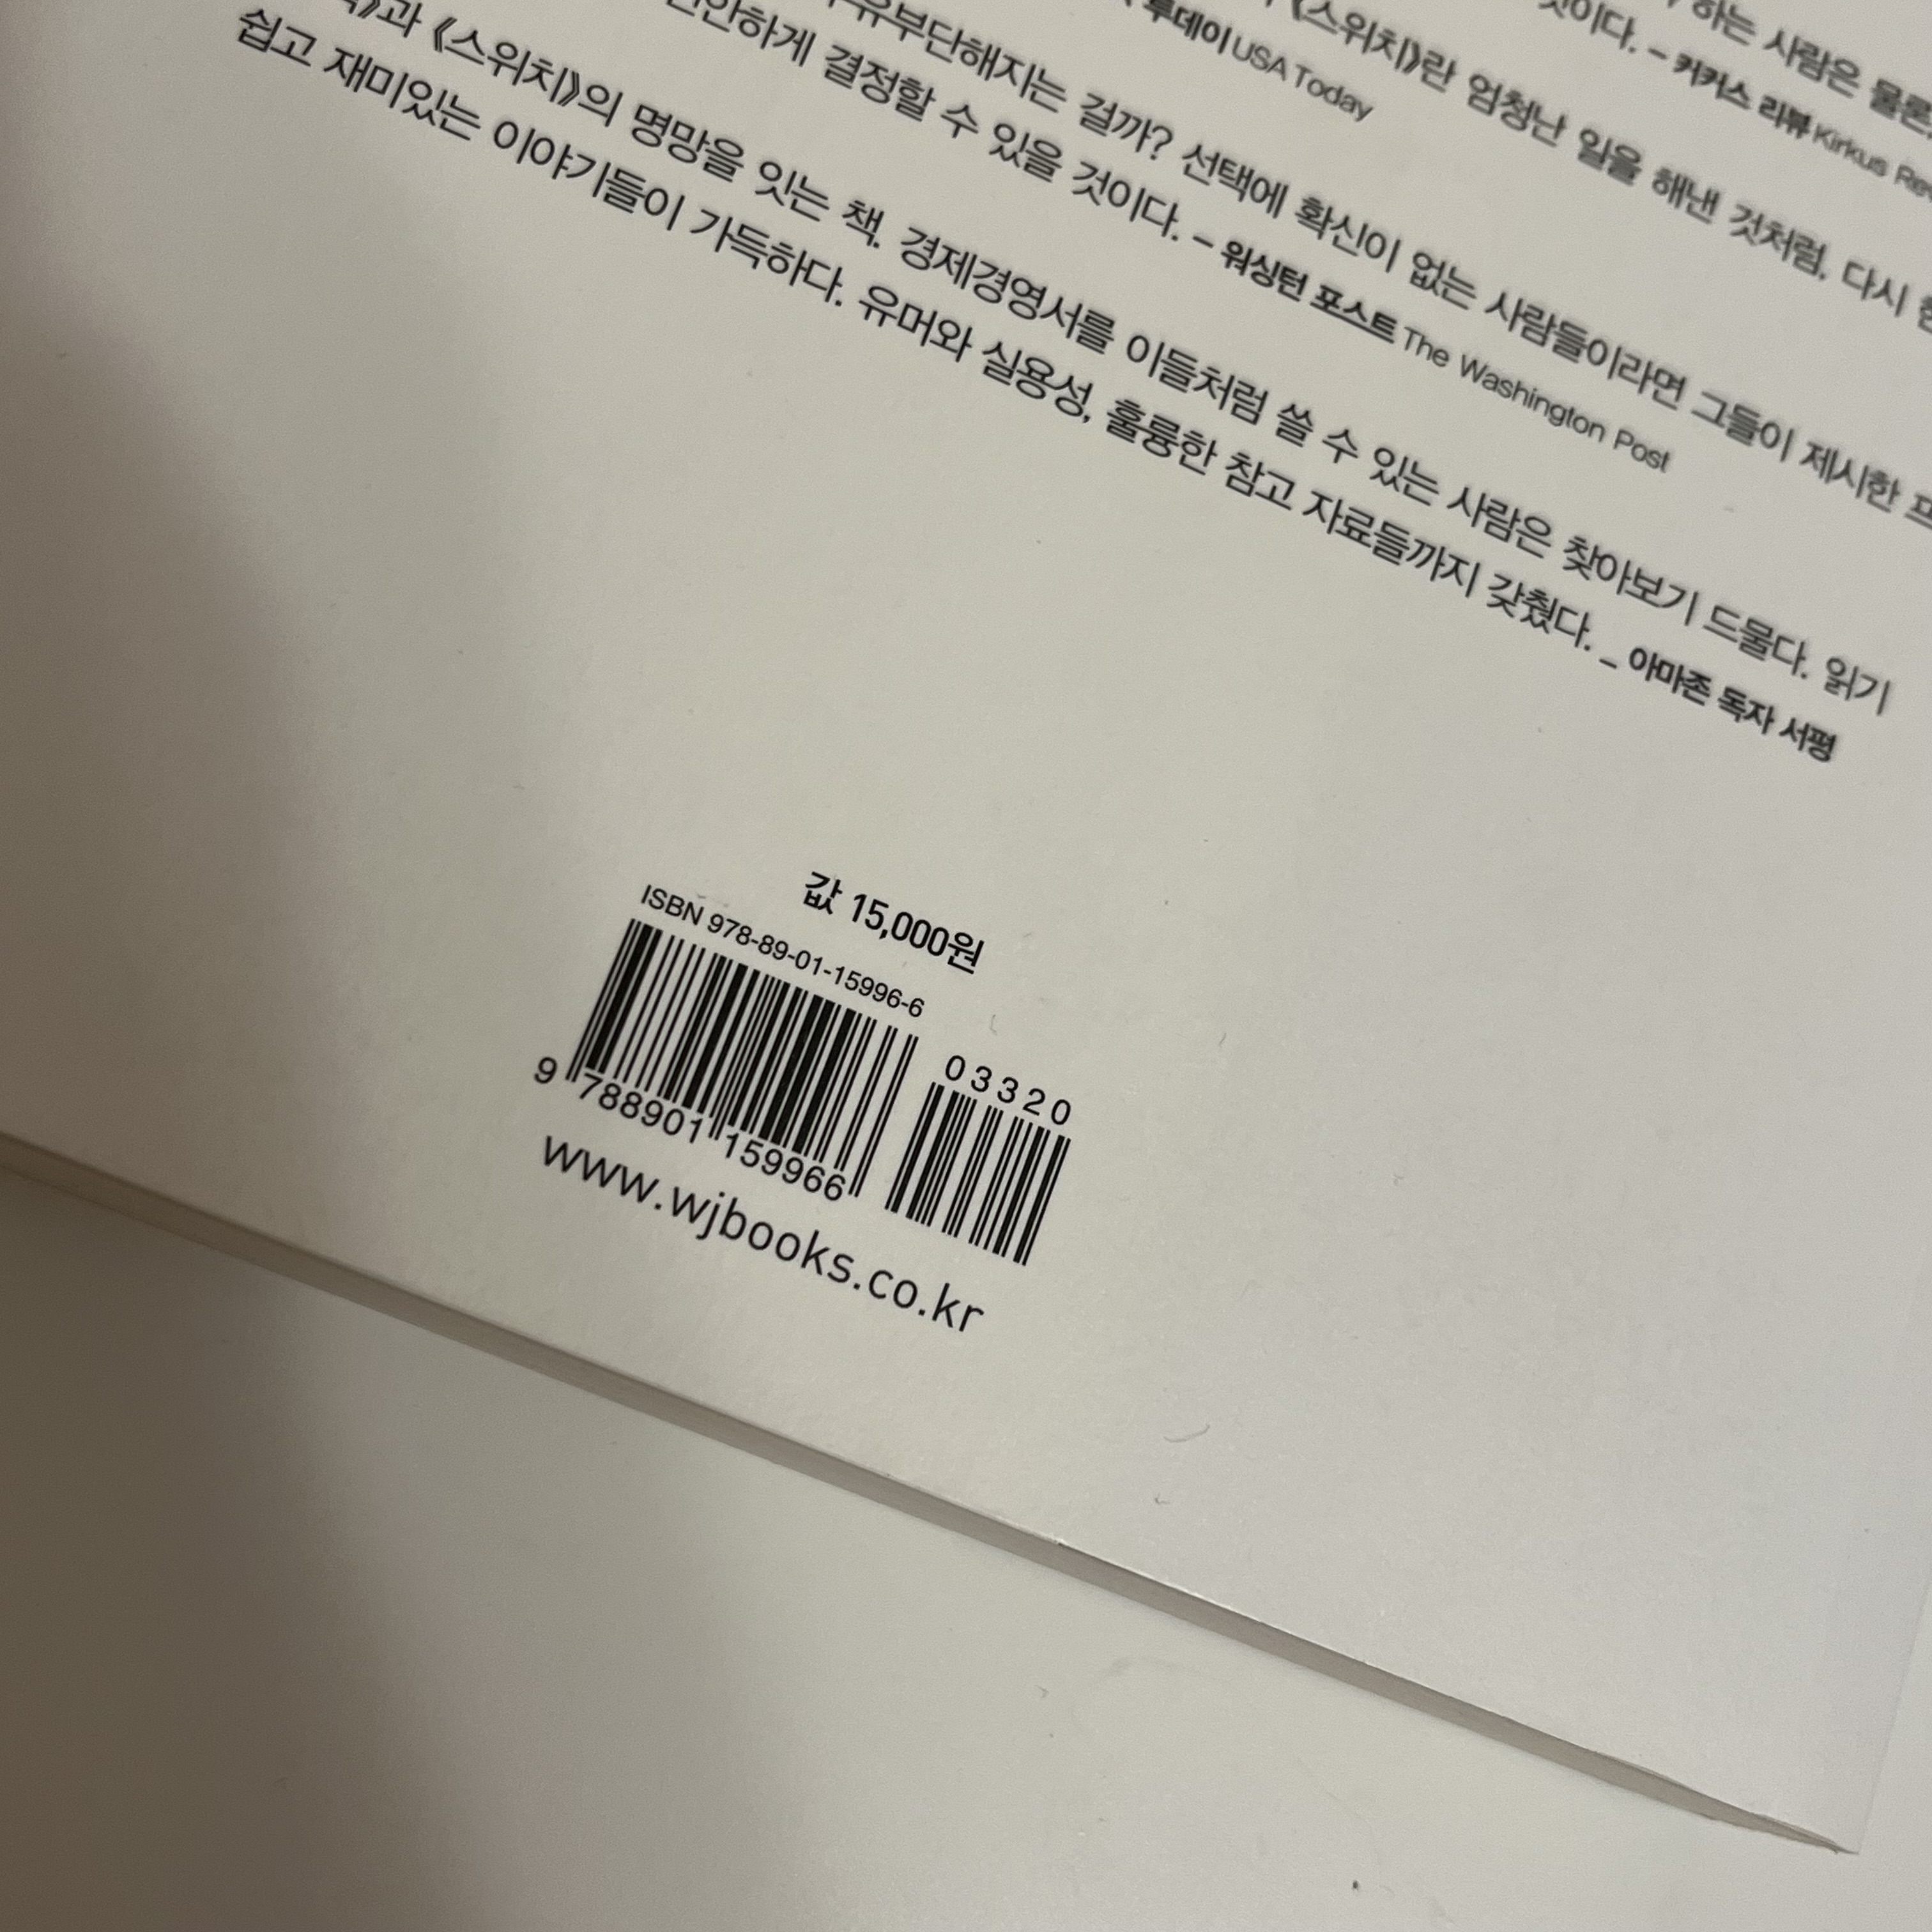 하는 사람은 물론,
것이다. – 커커스 리뷰 Kirkus
《스위치》란 엄청난 일을 해낸 것처럼, 다시
투데이 USA Today
유부단해지는 걸까? 선택에 확신이 없는 사람들이라면 그들이 제시한
결정할 수 있을 것이다. – 워싱턴 포스트 The Washington Post
과 《스위치》의 명망을 잇는 책. 경제경영서를 이들처럼 쓸 수 있는 사람은 찾아보기 드물다. 읽기
쉽고 재미있는 이야기들이 가득하다. 유머와 실용성, 훌륭한 참고 자료들까지 갖췄다. _ 아마존 독자 서평
값 15,000원
ISBN 978-89-01-15996-6
03320
9 788901 159966
www.wjbooks.co.kr